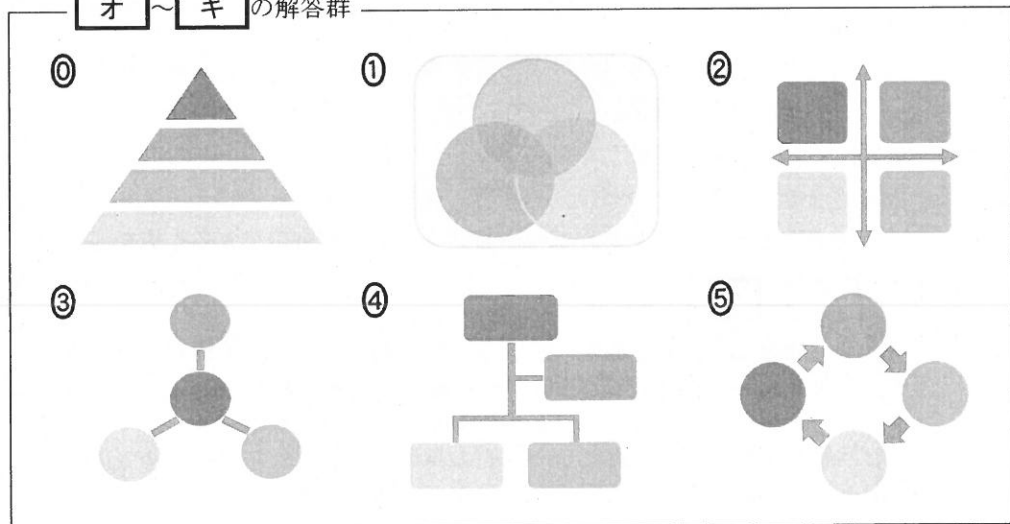 オ ～ キ の解答群
⓪ ① ②
③ ④ ⑤